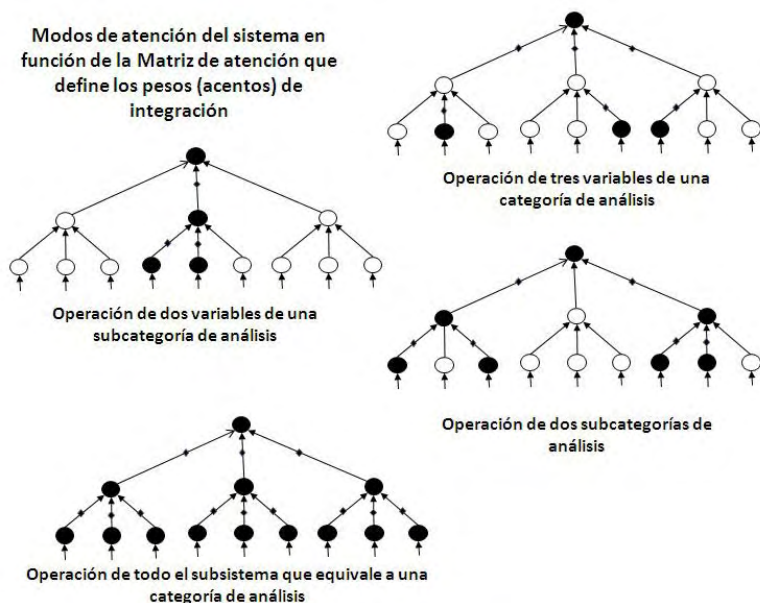 Modos de atención del sistema en
función de la Matriz de atención que
define los pesos (acentos) de
integración
Operación de tres variables de una
categoría de análisis
Operación de dos variables de una
subcategoría de análisis
Operación de dos subcategorías de
análisis
Operación de todo el subsistema que equivale a una
categoría de análisis